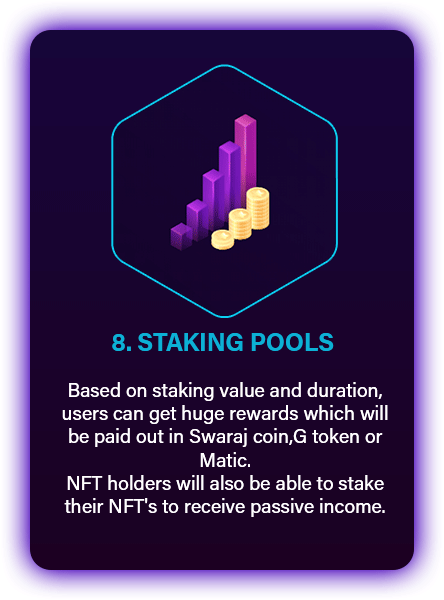 8. STAKING POOLS
Based on staking value and duration,
users can get huge rewards which will
be paid out in Swaraj coin,G token or
Matic.
NFT holders will also be able to stake
their NFT's to receive passive income.